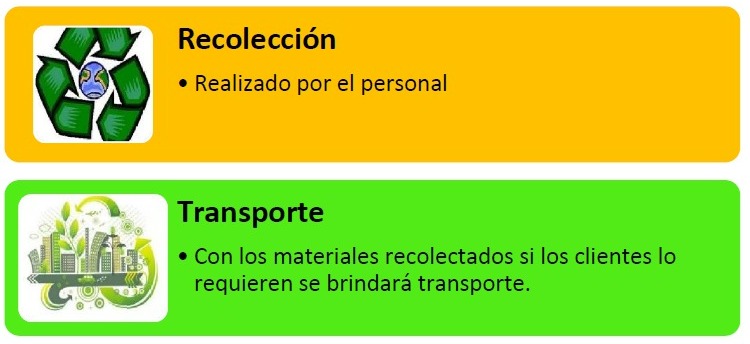 Recolección
• Realizado por el personal
Transporte
• Con los materiales recolectados si los clientes lo
requieren se brindará transporte.